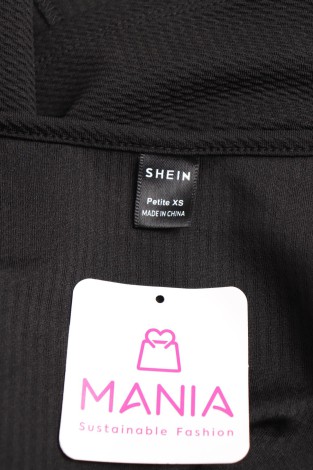 SHEIN
Petite XS
MADE IN CHINA
MANIA
Sustainable Fashion